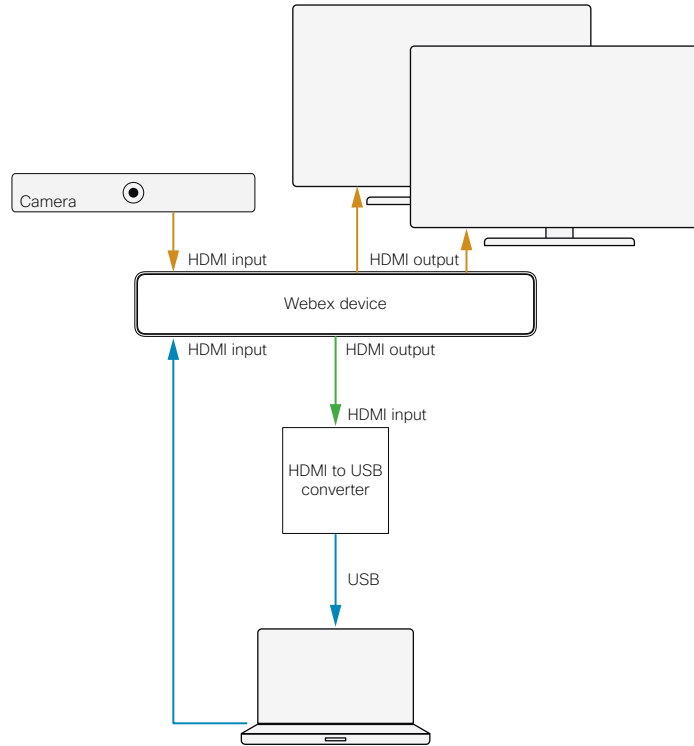 Camera
HDMI input
HDMI output
Webex device
HDMI input
HDMI output
HDMI input
HDMI to USB
converter
USB